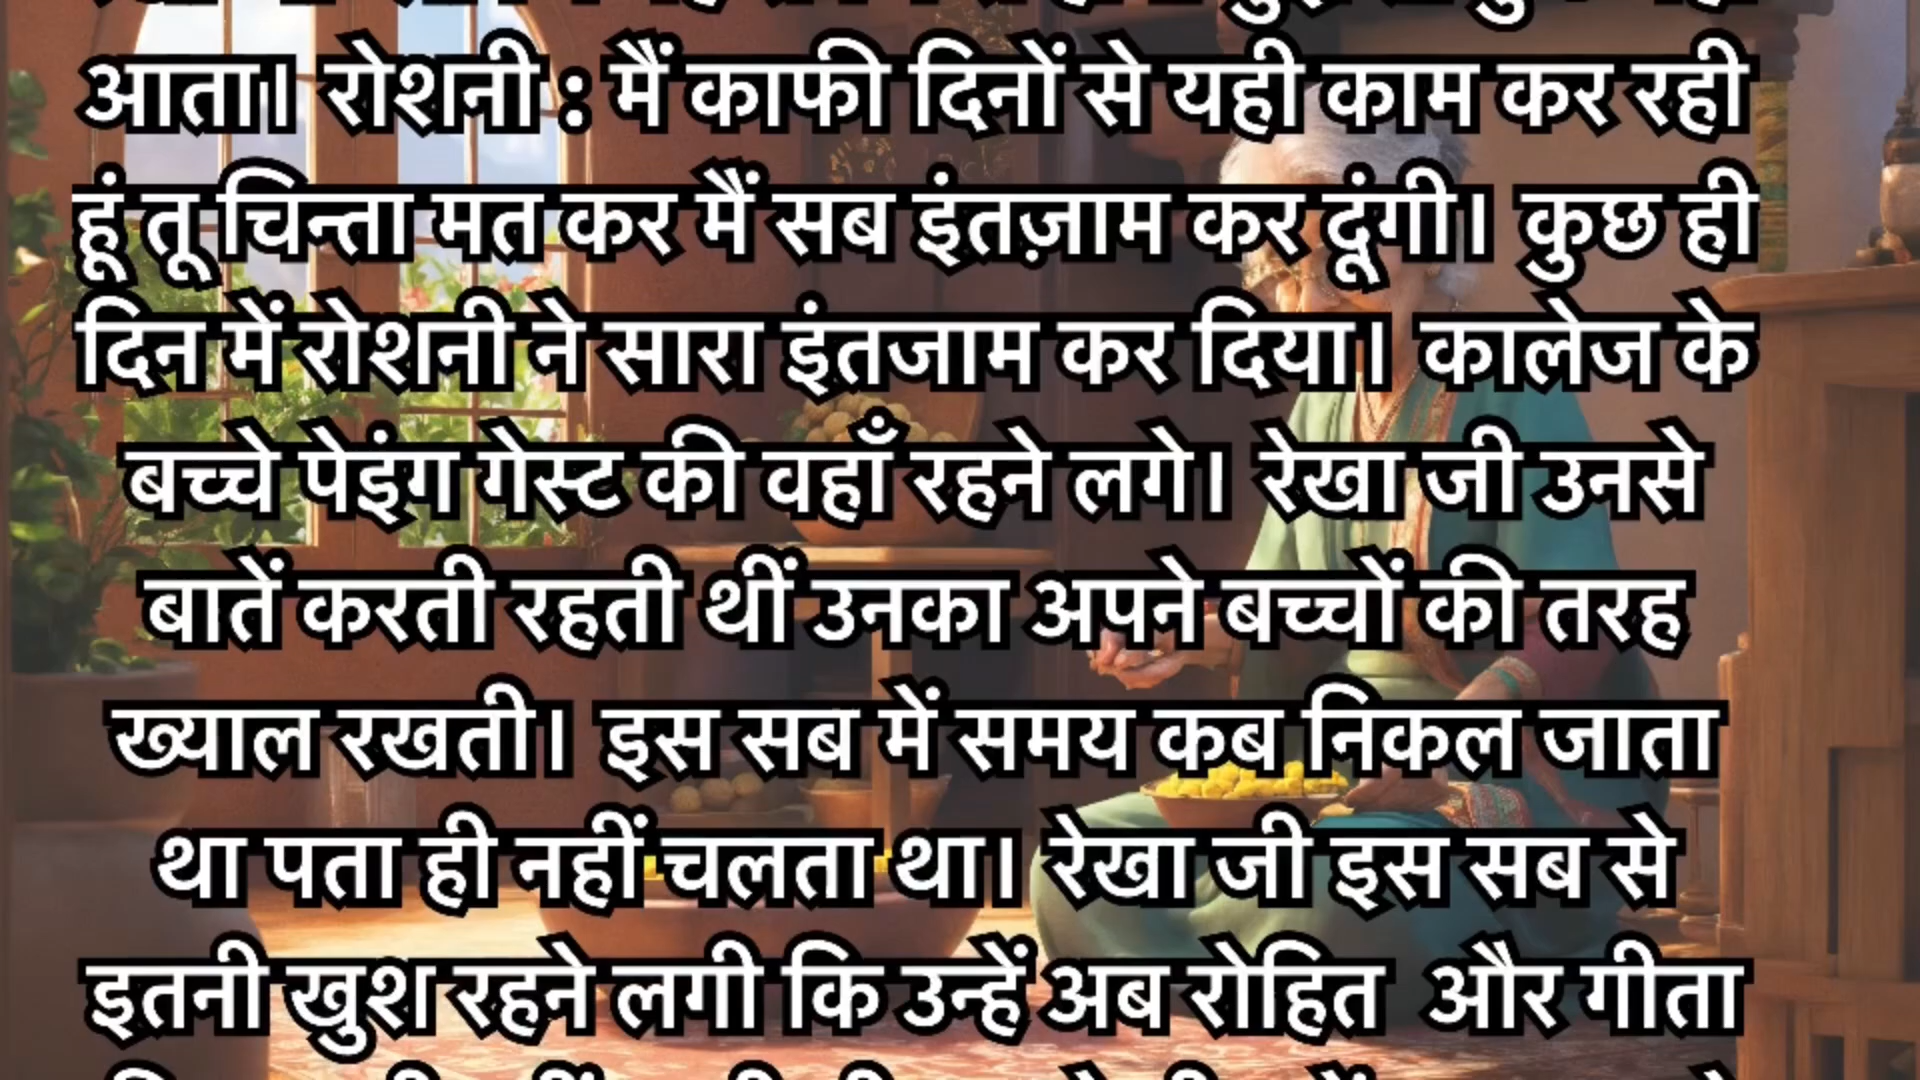 आता। रोशनी : मैं काफी दिनों से यही काम कर रही
हूं तू चिन्ता मत कर मैं सब इंतज़ाम कर दूंगी। कुछ ही
दिन में रोशनी ने सारा इंतजाम कर दिया। कालेज के
बच्चे पेइंग गेस्ट की वहाँ रहने लगे। रेखा जी उनसे
बातें करती रहती थीं उनका अपने बच्चों की तरह
ख्याल रखती। इस सब में समय कब निकल जाता
था पता ही नहीं चलता था। रेखा जी इस सब से
इतनी खुश रहने लगी कि उन्हें अब रोहित और गीता